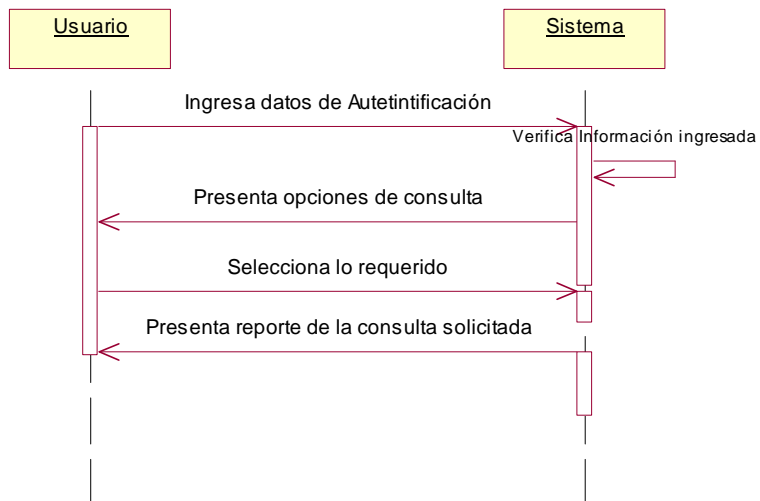 Usuario
Sistema
Ingresa datos de Autetintificación
Verifica Información ingresada
Presenta opciones de consulta
Selecciona lo requerido
Presenta reporte de la consulta solicitada